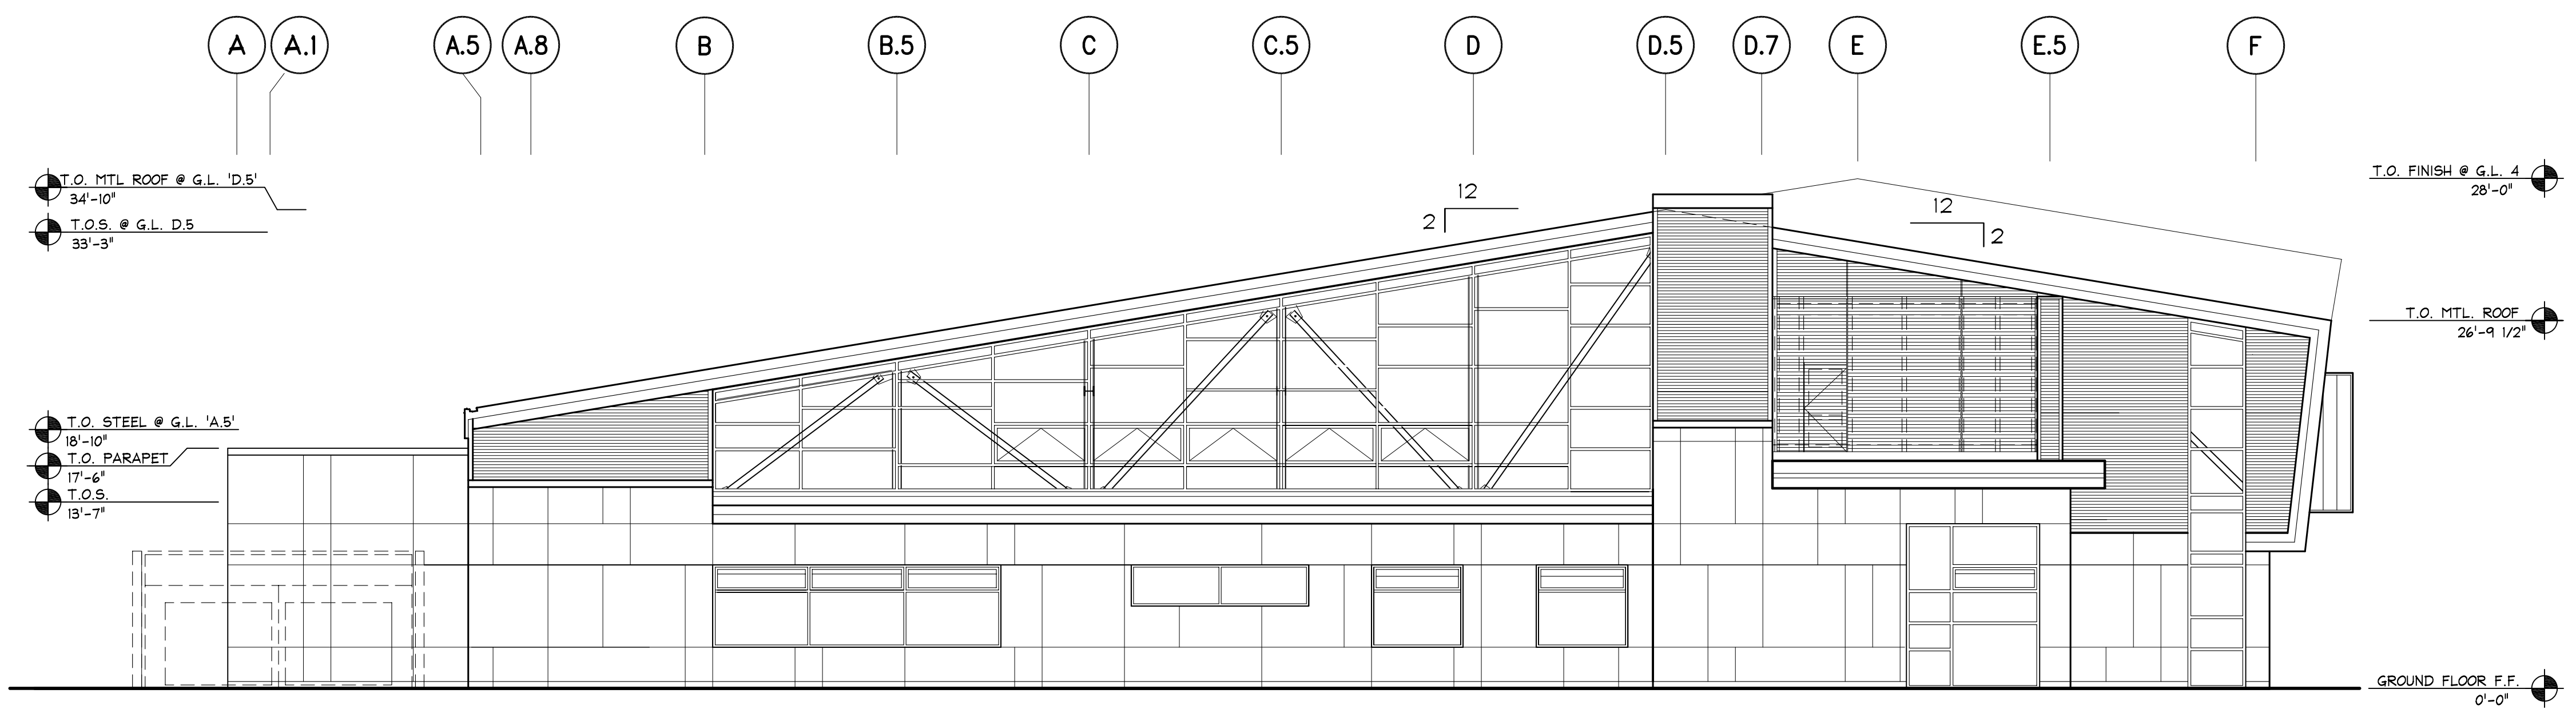 A A.1 A.5 A.8 B B.5 C C.5 D D.5 D.7 E E.5 F
T.O. MTL ROOF @ G.L. 'D.5'
34'-10"
T.O.S. @ G.L. D.5
33'-3"
T.O. STEEL @ G.L. 'A.5'
18'-10"
T.O. PARAPET
17'-6"
T.O.S.
13'-7"
12
2
12
2
T.O. FINISH @ G.L. 4
28'-0"
T.O. MTL. ROOF
26'-9 1/2"
GROUND FLOOR F.F.
0'-0"